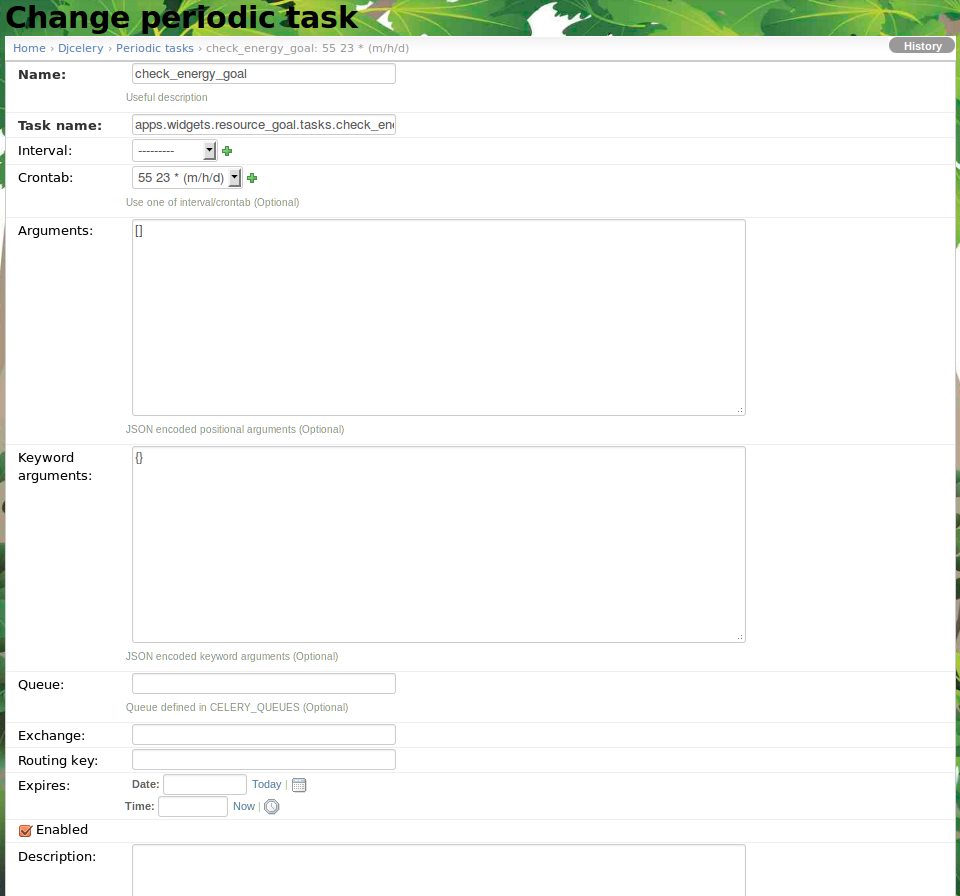 Change periodic task
Home › Djcelery › Periodic tasks › check_energy_goal: 55 23 * (m/h/d)
History
Name: check_energy_goal
Useful description
Task name: apps.widgets.resource_goal.tasks.check_en
Interval: ---------
Crontab: 55 23 * (m/h/d)
Use one of interval/crontab (Optional)
Arguments: []
JSON encoded positional arguments (Optional)
Keyword arguments: {}
JSON encoded keyword arguments (Optional)
Queue:
Queue defined in CELERY_QUEUES (Optional)
Exchange:
Routing key:
Expires: Date: Today |
Time: Now |
Enabled
Description: